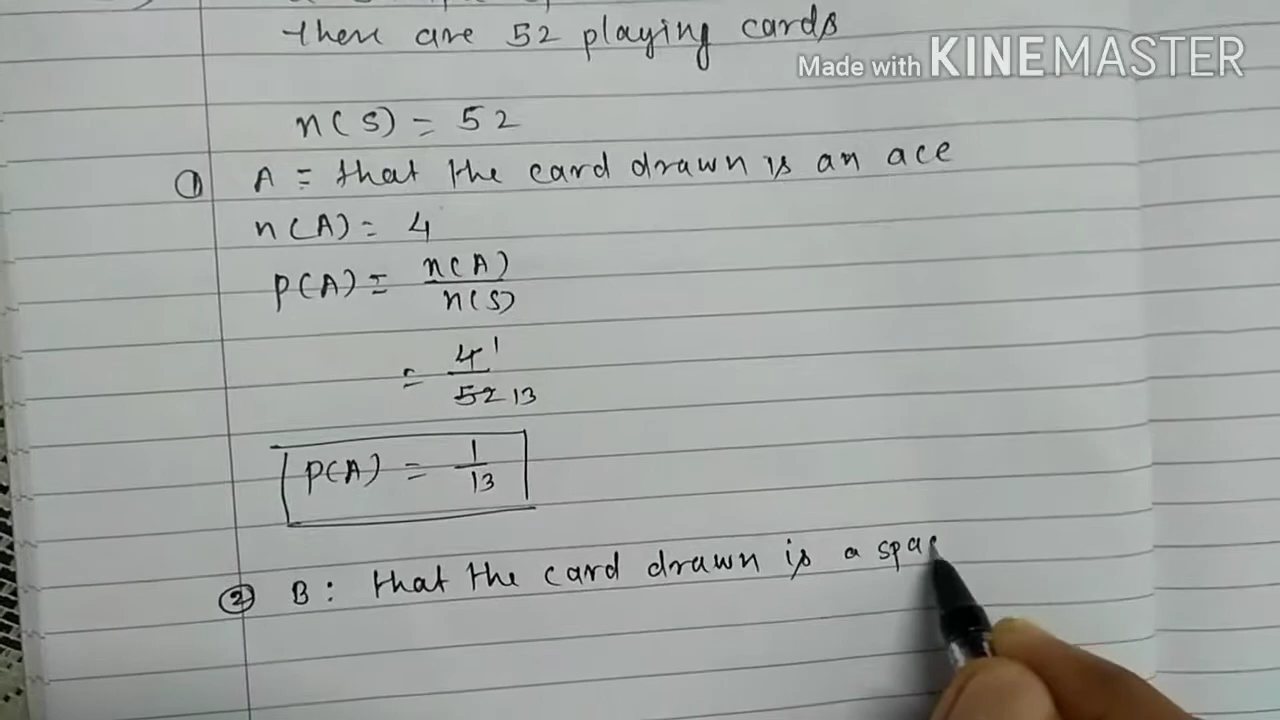 there are 52 playing cards
Made with KINEMASTER
n(S) = 52
① A = that the card drawn is an ace
n(A) = 4
P(A) = n(A)/n(S)
= 4 1/52 13
P(A) = 1/13
② B : that the card drawn is a spa